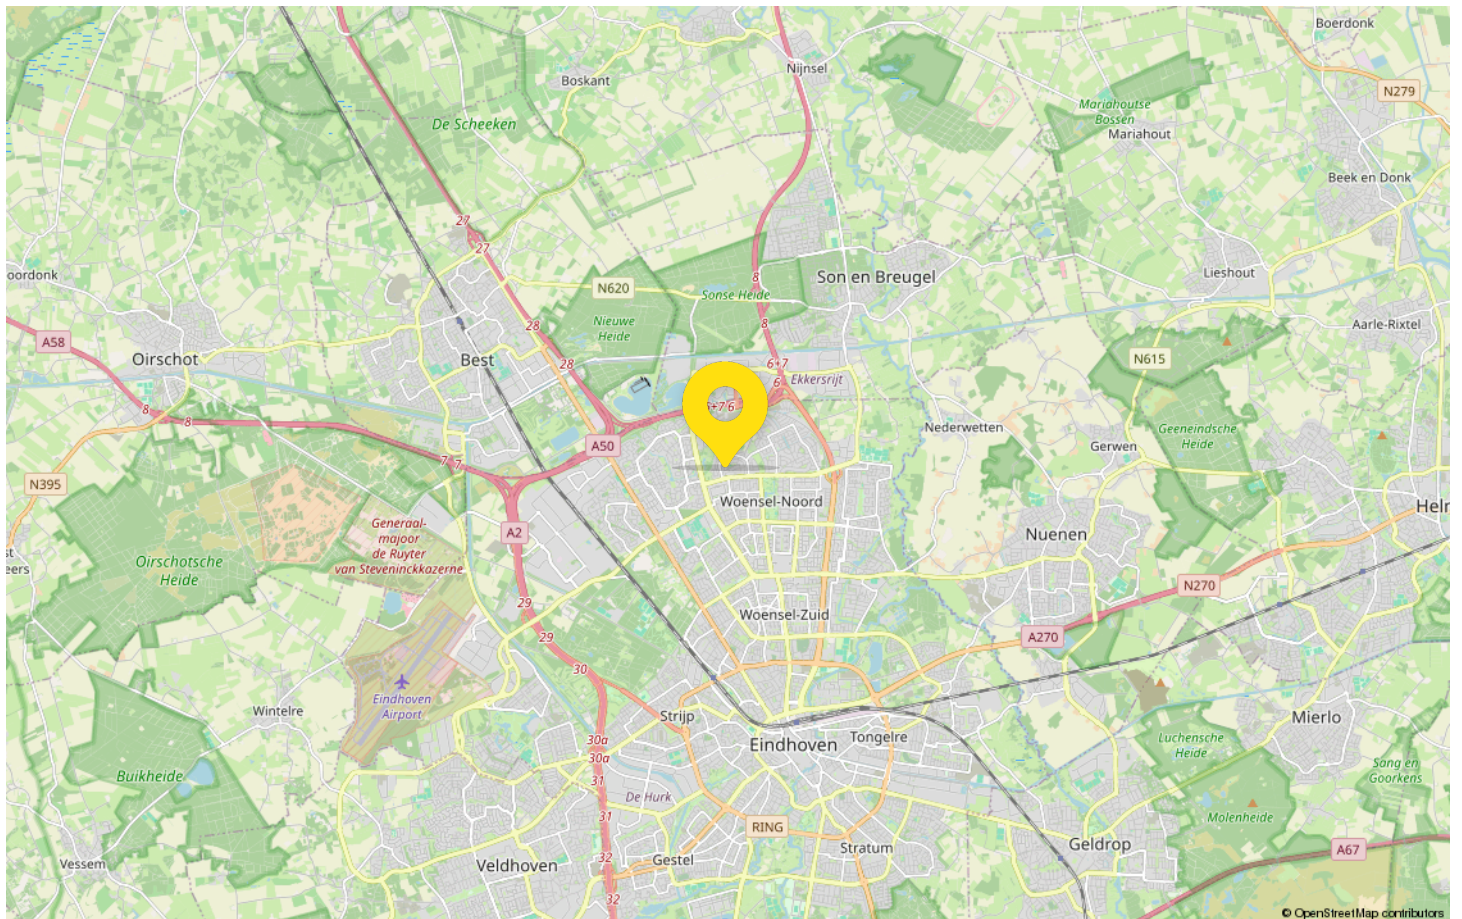 Boerdonk
Nijnsel
Boskant
N279
Mariahoutse
Bossen
De Scheeken
Mariahout
Beek en Donk
27
27
oordonk
8
Son en Breugel
Lieshout
N620
Sonse Heide
Nieuwe
Heide
28
8
Aarle-Rixtel
A58
Oirschot
Best
28
6+7
N615
6
Ekkersrijt
8
8
+7 6
Nederwetten
Geeneindsche
Heide
A50
Gerwen
7
7
N395
Woensel-Noord
Helm
Generaal-
majoor
de Ruyter
van Steveninckkazerne
A2
Nuenen
st
eers
Oirschotsche
Heide
N270
29
Woensel-Zuid
29
A270
30
Eindhoven
Airport
Wintelre
Strijp
Mierlo
30a
Eindhoven
Tongelre
Luchensche
Heide
30a
Buikheide
31
Sang en
Goorkens
De Hurk
31
RING
Molenheide
Geldrop
A67
32
Gestel
Stratum
Vessem
Veldhoven
32
© OpenStreetMap contributors